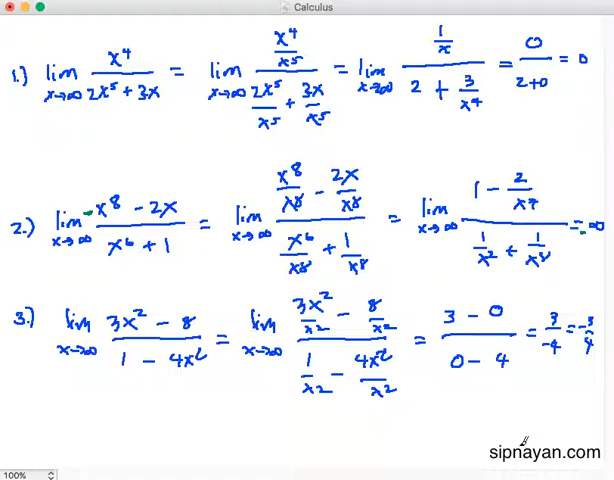 Calculus
1.) lim x→∞ x⁴/(2x⁵ + 3x) = lim x→∞ (x⁴/x⁵)/(2x⁵/x⁵ + 3x/x⁵) = lim x→∞ (1/x)/(2 + 3/x⁴) = 0/(2+0) = 0
2.) lim x→∞ (-x⁸ - 2x)/(x⁶ + 1) = lim x→∞ (x⁸/x⁸ - 2x/x⁸)/(x⁶/x⁸ + 1/x⁸) = lim x→∞ (1 - 2/x⁷)/(1/x² + 1/x⁸) = -∞
3.) lim x→∞ (3x² - 8)/(1 - 4x²) = lim x→∞ (3x²/x² - 8/x²)/(1/x² - 4x²/x²) = (3 - 0)/(0 - 4) = 3/-4 = -3/4
sipnayan.com
100%